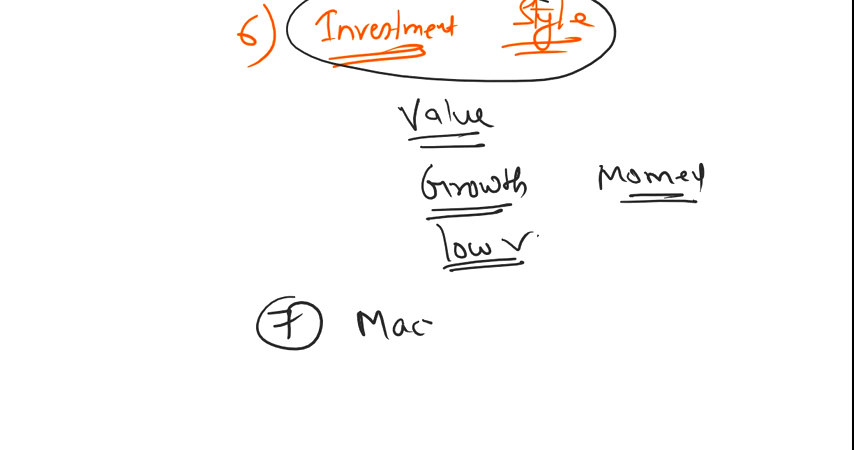 6) Investment Style
Value
Growth Momey
low v
7 Mac